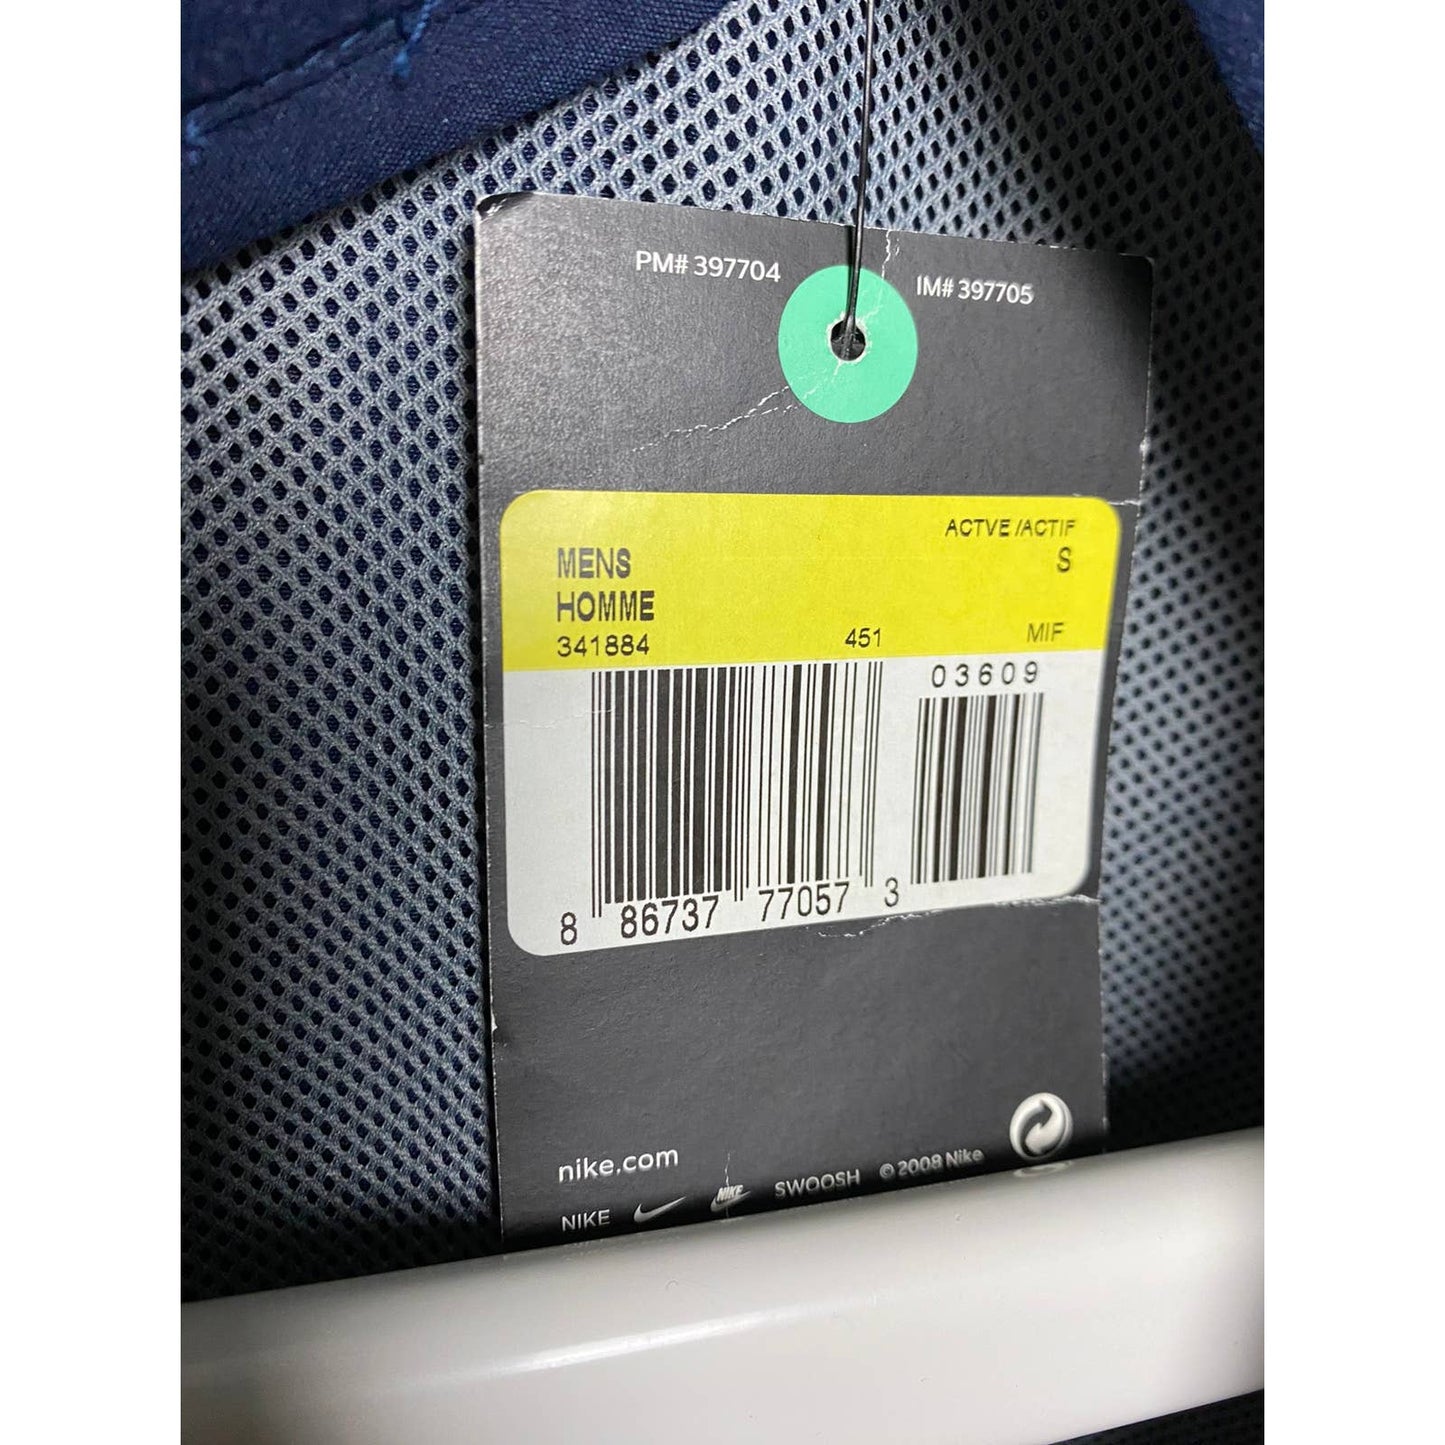 PM# 397704
IM# 397705
ACTVE /ACTIF
MENS
S
HOMME
341884 451 MIF
03609
8 86737 77057 3
nike.com
NIKE NIKE SWOOSH © 2008 Nike